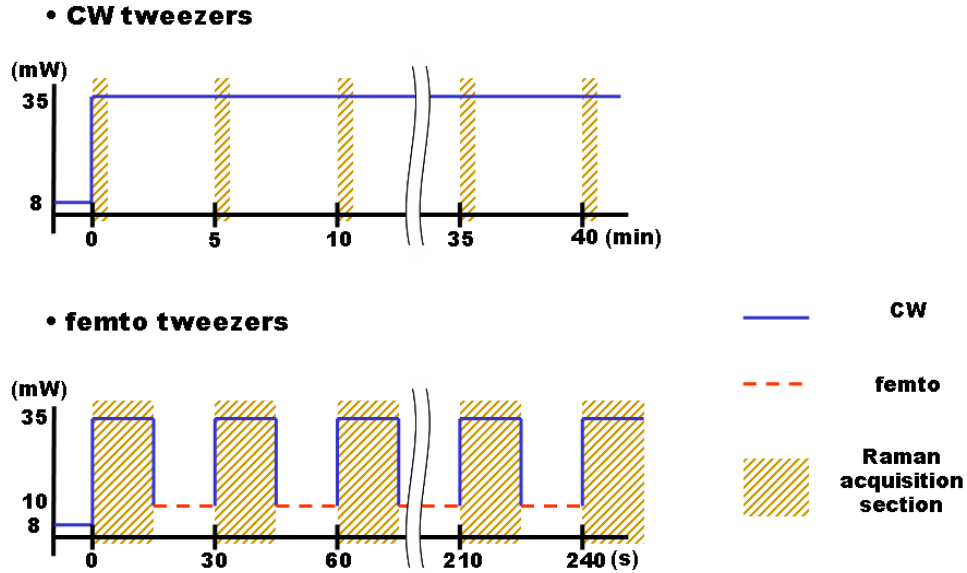 • CW tweezers
(mW)
35
8
0 5 10 35 40 (min)
• femto tweezers
(mW)
35
10
8
0 30 60 210 240 (s)
CW
femto
Raman
acquisition
section